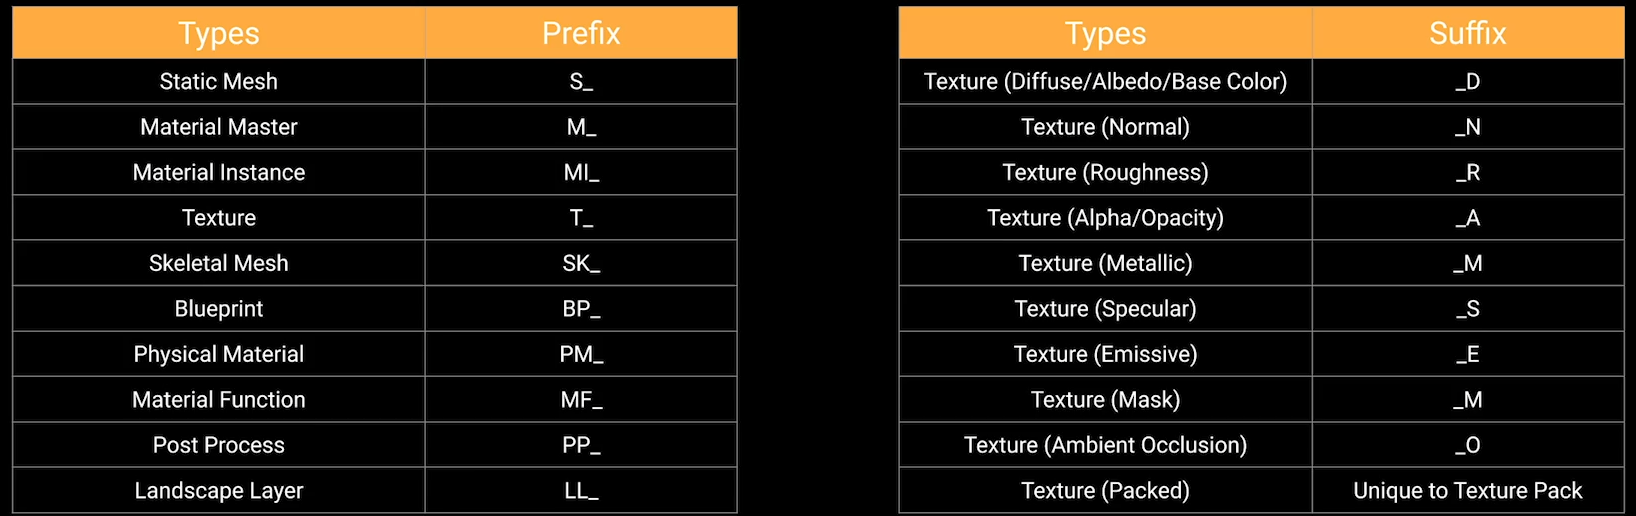 Types Prefix
Static Mesh S_
Material Master M_
Material Instance MI_
Texture T_
Skeletal Mesh SK_
Blueprint BP_
Physical Material PM_
Material Function MF_
Post Process PP_
Landscape Layer LL_
Types Suffix
Texture (Diffuse/Albedo/Base Color) _D
Texture (Normal) _N
Texture (Roughness) _R
Texture (Alpha/Opacity) _A
Texture (Metallic) _M
Texture (Specular) _S
Texture (Emissive) _E
Texture (Mask) _M
Texture (Ambient Occlusion) _O
Texture (Packed) Unique to Texture Pack